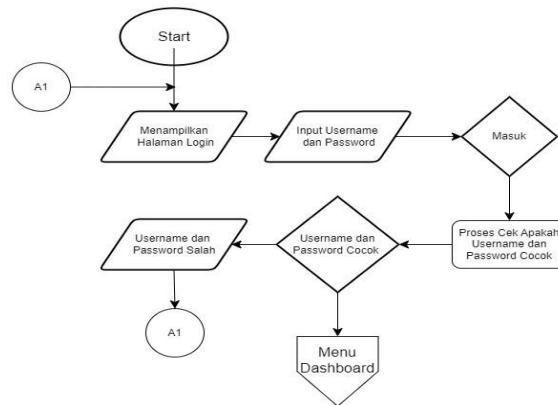 Start
A1
Menampilkan
Halaman Login
Input Username
dan Password
Masuk
Username dan
Password Salah
Username dan
Password Cocok
Proses Cek Apakah
Username dan
Password Cocok
A1
Menu
Dashboard